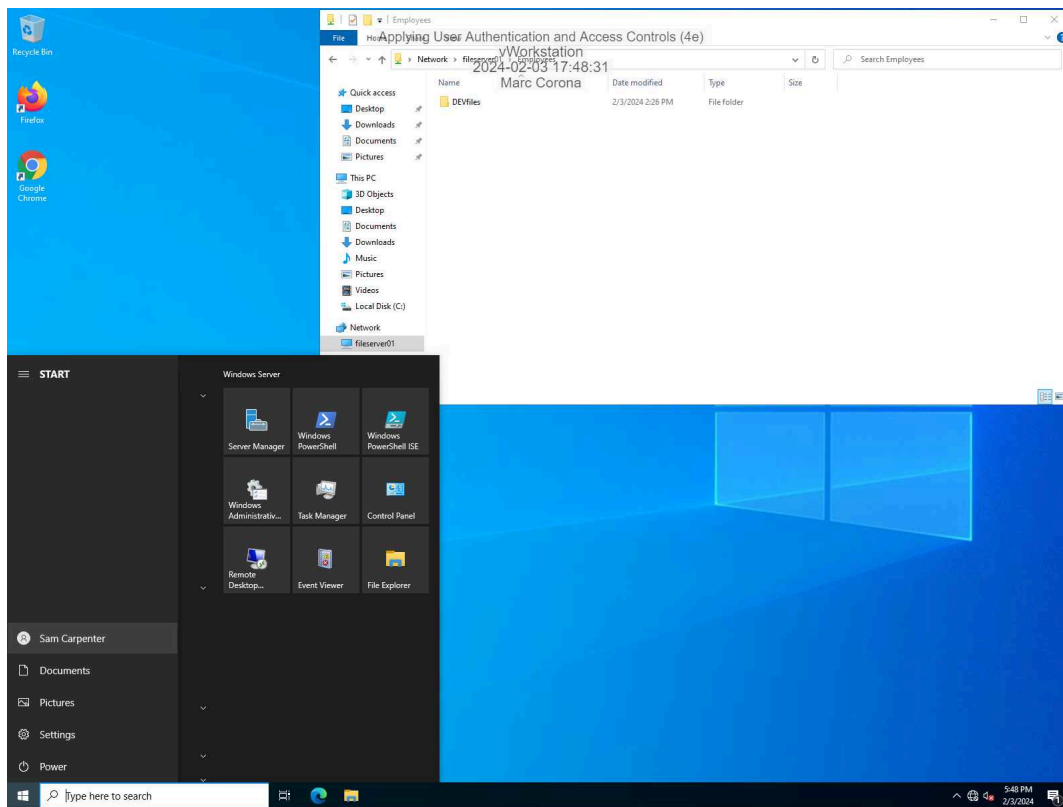 Recycle Bin
Firefox
Google
Chrome
Employees
File Home Share View
Applying User Authentication and Access Controls (4e)
vWorkstation
2024-02-03 17:48:31
Marc Corona
Network › fileserver01 › Employees
Search Employees
Name Date modified Type Size
DEVfiles 2/3/2024 2:26 PM File folder
Quick access
Desktop
Downloads
Documents
Pictures
This PC
3D Objects
Desktop
Documents
Downloads
Music
Pictures
Videos
Local Disk (C:)
Network
fileserver01
START
Windows Server
Server Manager
Windows
PowerShell
Windows
PowerShell ISE
Windows
Administrativ...
Task Manager
Control Panel
Remote
Desktop...
Event Viewer
File Explorer
Sam Carpenter
Documents
Pictures
Settings
Power
Type here to search
5:48 PM
2/3/2024